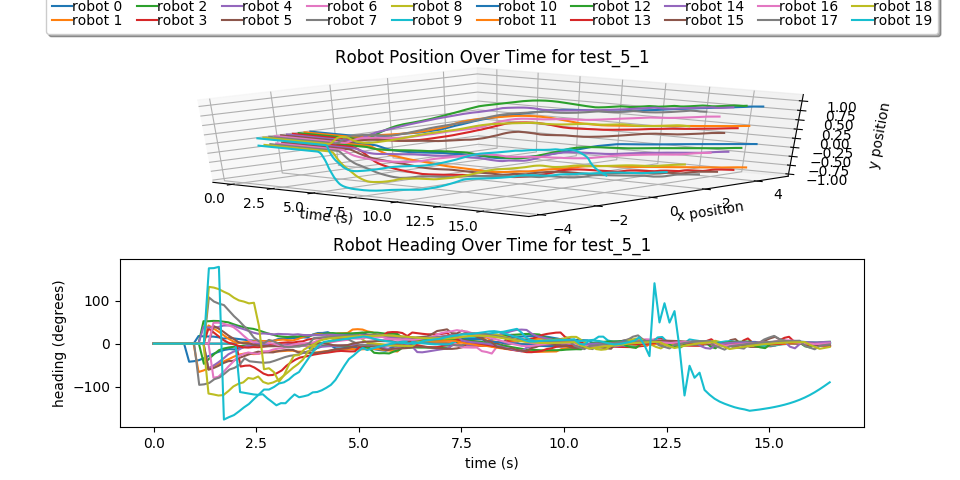 robot 0 robot 2 robot 4 robot 6 robot 8 robot 10 robot 12 robot 14 robot 16 robot 18
robot 1 robot 3 robot 5 robot 7 robot 9 robot 11 robot 13 robot 15 robot 17 robot 19
Robot Position Over Time for test_5_1
1.00
0.75
0.50
0.25
0.00
−0.25
−0.50
−0.75
−1.00
y position
0.0 2.5 5.0 7.5 10.0 12.5 15.0
time (s)
−4 −2 0 2 4
x position
Robot Heading Over Time for test_5_1
100
0
−100
heading (degrees)
0.0 2.5 5.0 7.5 10.0 12.5 15.0
time (s)